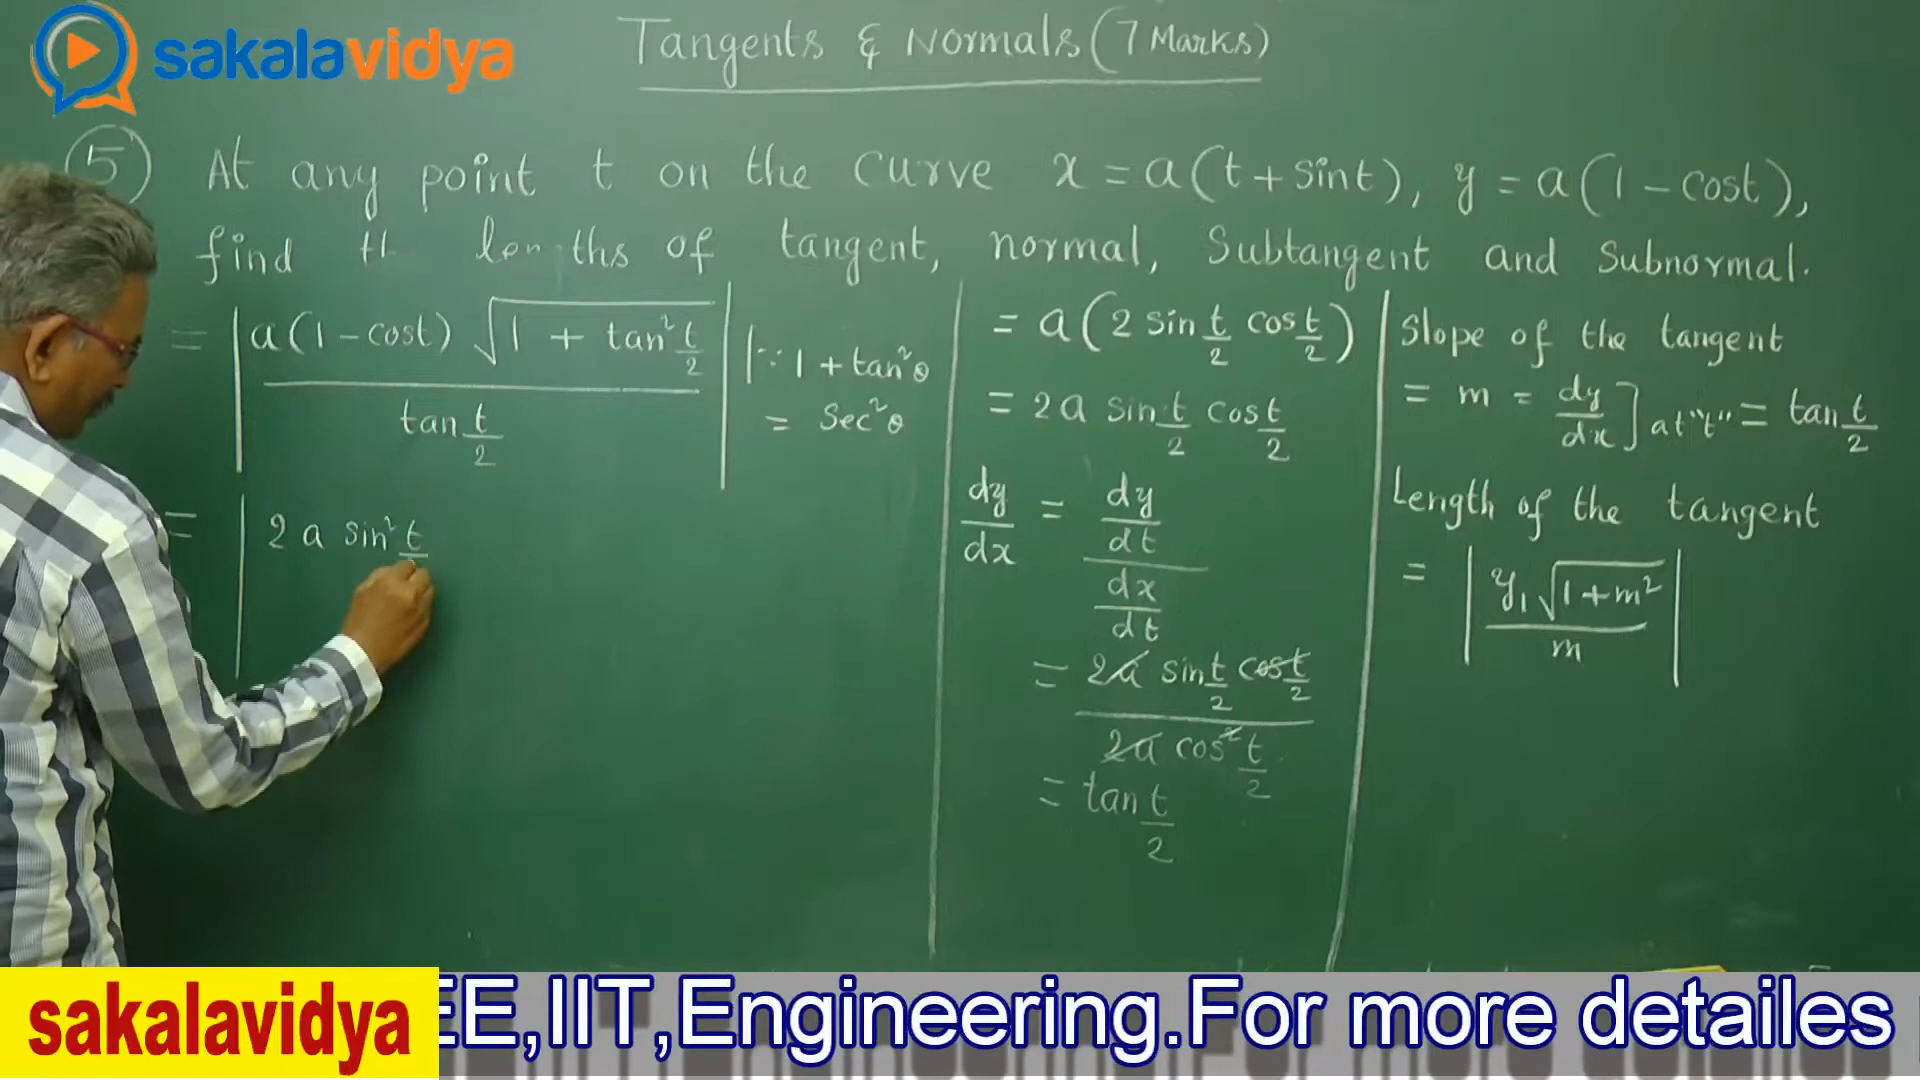 sakalavidya
Tangents & Normals (7 Marks)
5) At any point t on the curve x = a(t + sint), y = a(1 - cost),
find the lengths of tangent, normal, Subtangent and Subnormal.
= | a(1 - cost) √(1 + tan² t/2) / tan t/2 | | ∵ 1 + tan²θ
= Sec²θ
= | 2 a sin² t/
= a(2 sin t/2 cos t/2)
= 2a sin t/2 cos t/2
dy/dx = dy/dt / dx/dt
= 2a sin t/2 cos t/2 / 2a cos² t/2
= tan t/2
Slope of the tangent
= m = dy/dx ] at "t" = tan t/2
Length of the tangent
= | y₁ √(1 + m²) / m |
sakalavidya
EE,IIT,Engineering.For more detailes